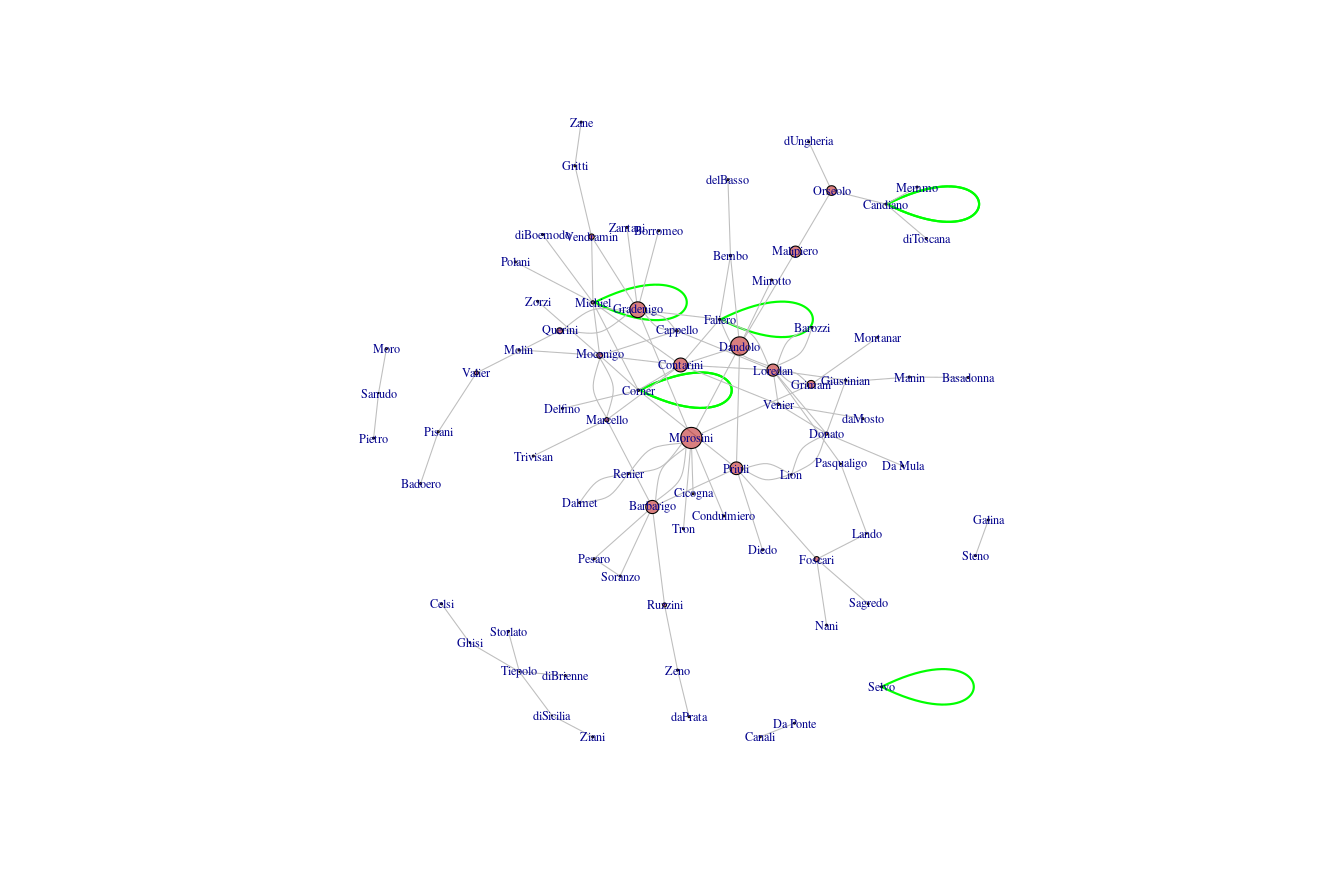 Zane
dUngheria
Gritti
delBasso
Orseolo
Memmo
Candiano
diBoemodo
Vendramin
Zantani
Borromeo
diToscana
Polani
Bembo
Malipiero
Minotto
Zorzi
Michiel
Gradenigo
Faliero
Querini
Cappello
Barozzi
Montanar
Moro
Molin
Mocenigo
Dandolo
Contarini
Loredan
Valier
Grimani
Giustinian
Manin
Basadonna
Sanudo
Corner
Venier
Delfino
Marcello
daMosto
Pietro
Pisani
Morosini
Donato
Trivisan
Priuli
Pasqualigo
Da Mula
Renier
Lion
Badoero
Cicogna
Dalmet
Barbarigo
Condulmiero
Tron
Galina
Lando
Diedo
Steno
Pesaro
Foscari
Soranzo
Celsi
Ruzzini
Sagredo
Nani
Storlato
Ghisi
Tiepolo
diBrienne
Zeno
Selvo
diSicilia
daPrata
Da Ponte
Ziani
Canali